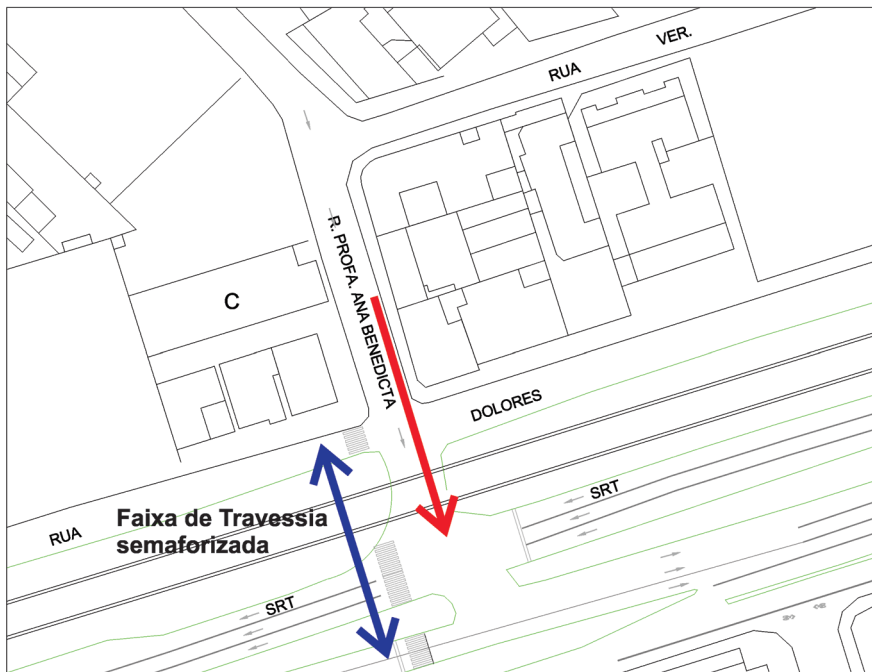 VER.
RUA
R. PROFA. ANA BENEDICTA
C
DOLORES
SRT
Faixa de Travessia
semaforizada
RUA
SRT